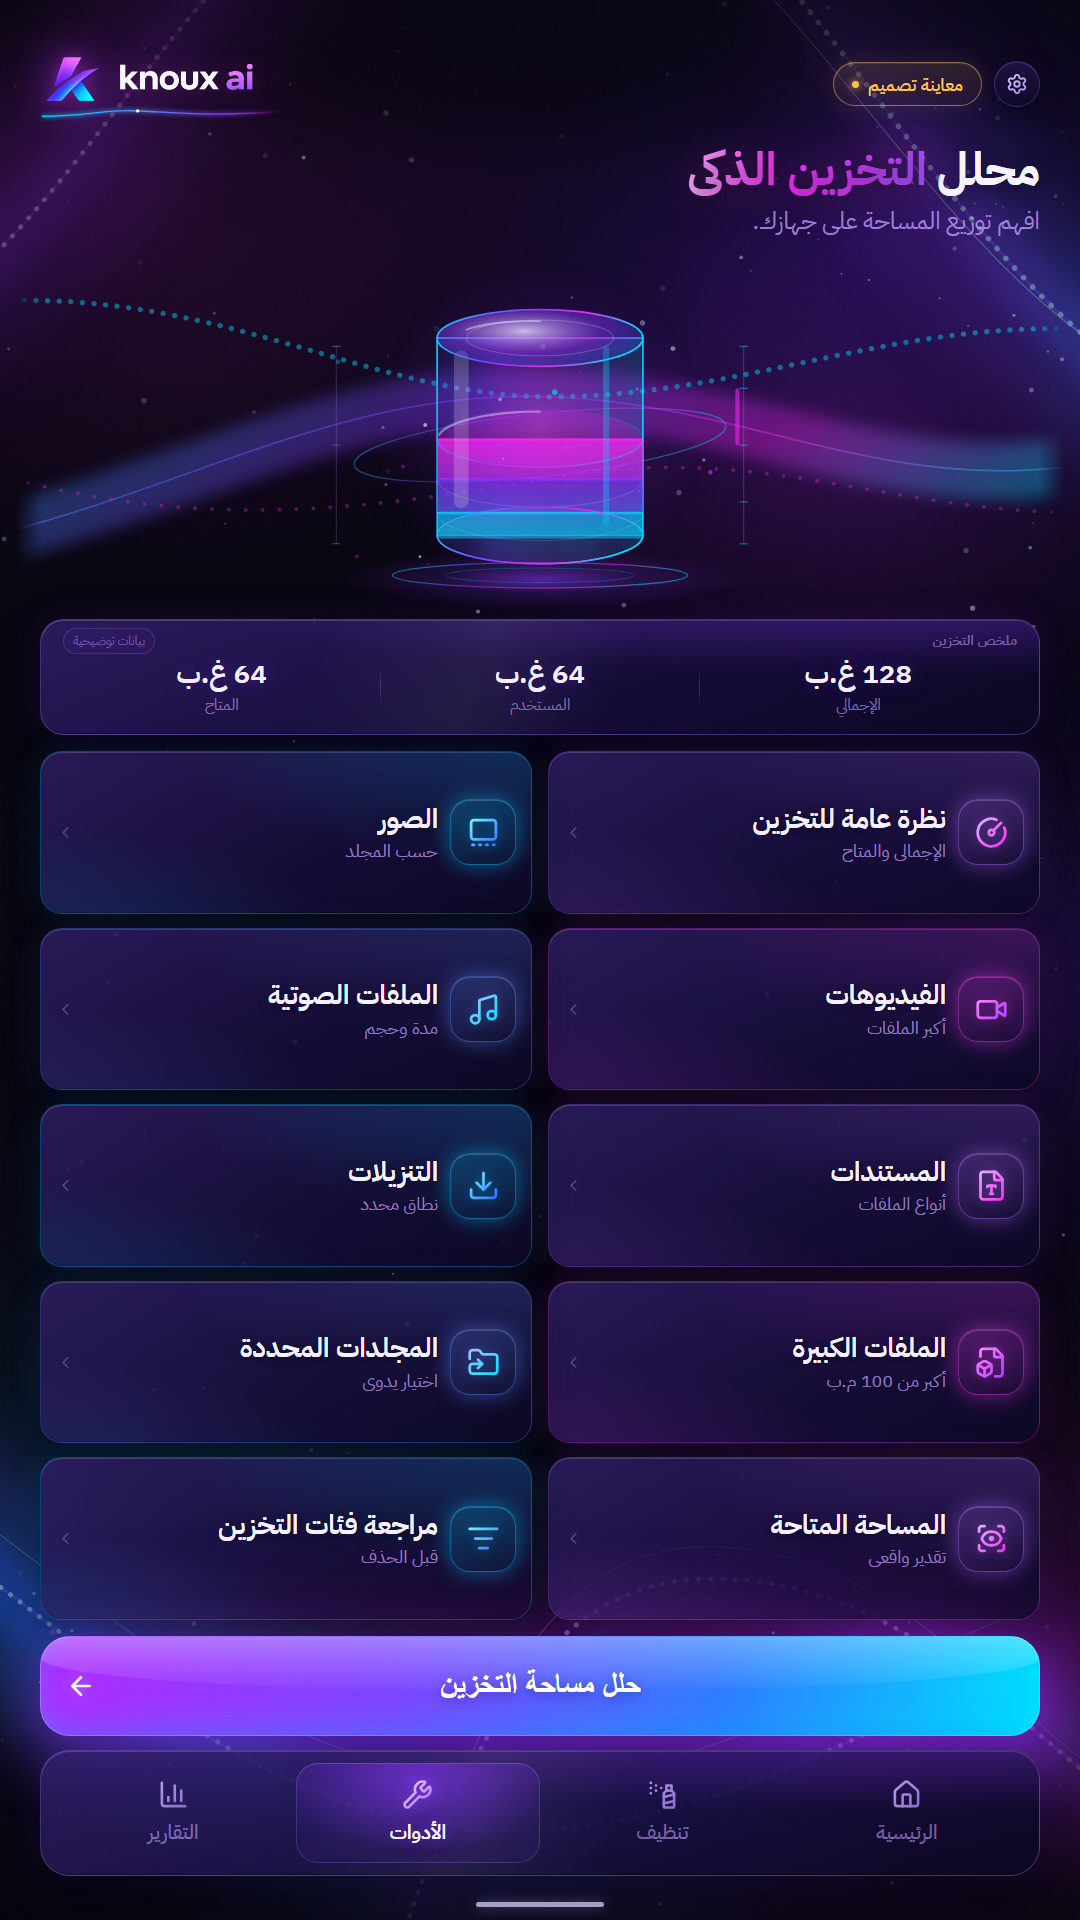 knoux ai
معاينة تصميم
محلل التخزين الذكي
افهم توزيع المساحة على جهازك.
ملخص التخزين
بيانات توضيحية
128 غ.ب
الإجمالي
64 غ.ب
المستخدم
64 غ.ب
المتاح
نظرة عامة للتخزين
الإجمالي والمتاح
الصور
حسب المجلد
الفيديوهات
أكبر الملفات
الملفات الصوتية
مدة وحجم
المستندات
أنواع الملفات
التنزيلات
نطاق محدد
الملفات الكبيرة
أكبر من 100 م.ب
المجلدات المحددة
اختيار يدوي
المساحة المتاحة
تقدير واقعي
مراجعة فئات التخزين
قبل الحذف
حلل مساحة التخزين
الرئيسية
تنظيف
الأدوات
التقارير